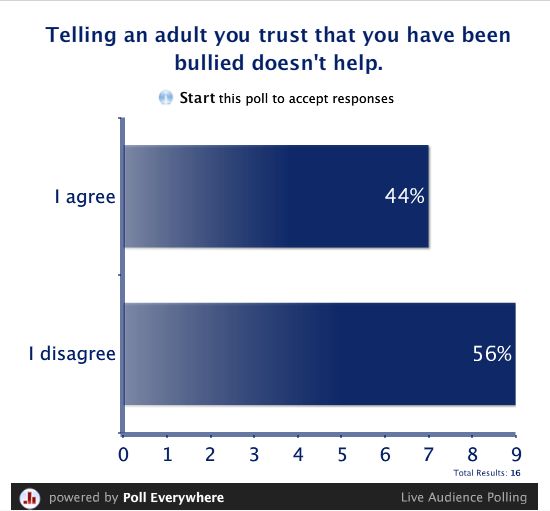 Telling an adult you trust that you have been
bullied doesn't help.
Start this poll to accept responses
I agree
44%
I disagree
56%
0 1 2 3 4 5 6 7 8 9
Total Results: 16
powered by Poll Everywhere
Live Audience Polling